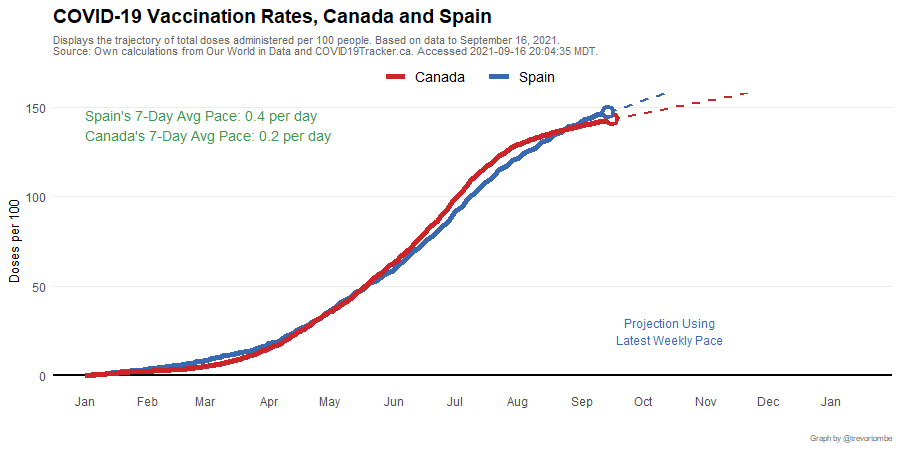 COVID-19 Vaccination Rates, Canada and Spain
Displays the trajectory of total doses administered per 100 people. Based on data to September 16, 2021.
Source: Own calculations from Our World in Data and COVID19Tracker.ca. Accessed 2021-09-16 20:04:35 MDT.
Canada Spain
Spain's 7-Day Avg Pace: 0.4 per day
Canada's 7-Day Avg Pace: 0.2 per day
Doses per 100
150
100
50
0
Projection Using
Latest Weekly Pace
Jan Feb Mar Apr May Jun Jul Aug Sep Oct Nov Dec Jan
Graph by @trevortombe